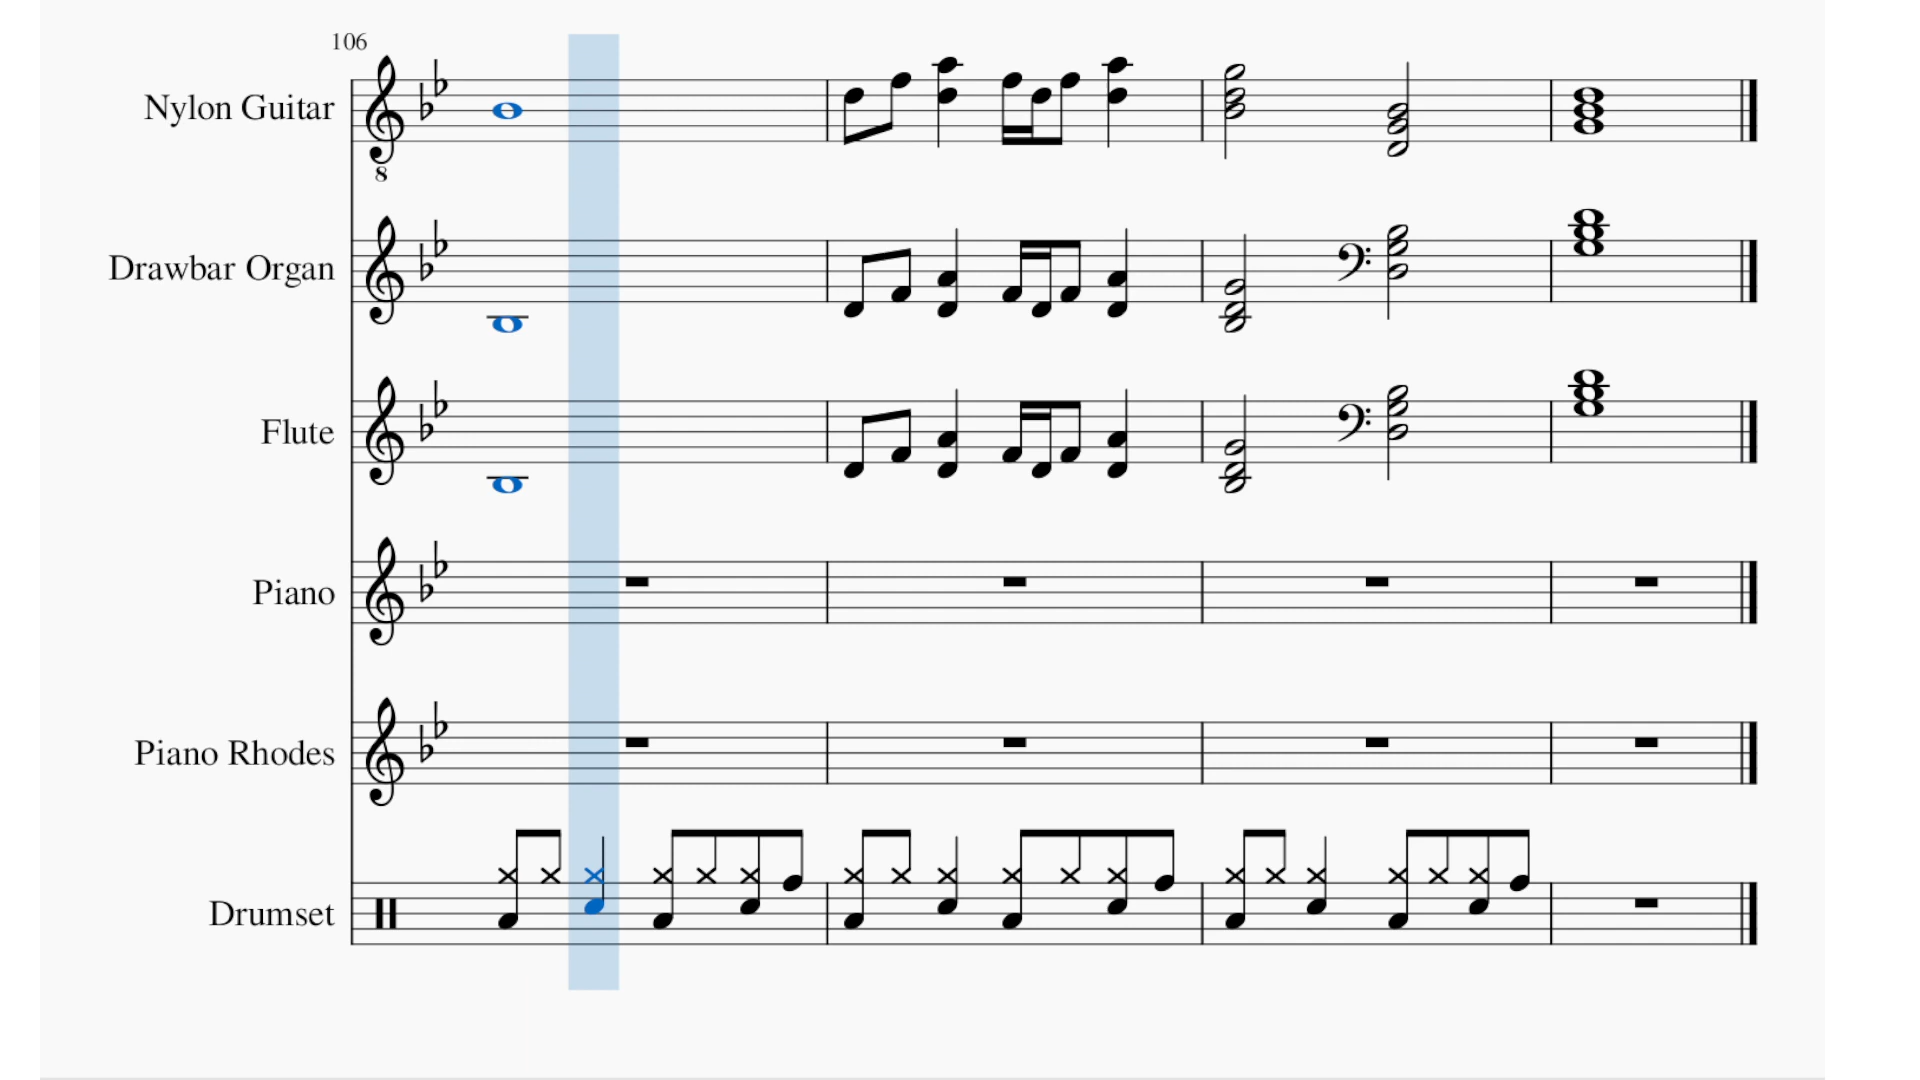 106
Nylon Guitar
8
Drawbar Organ
Flute
Piano
Piano Rhodes
Drumset